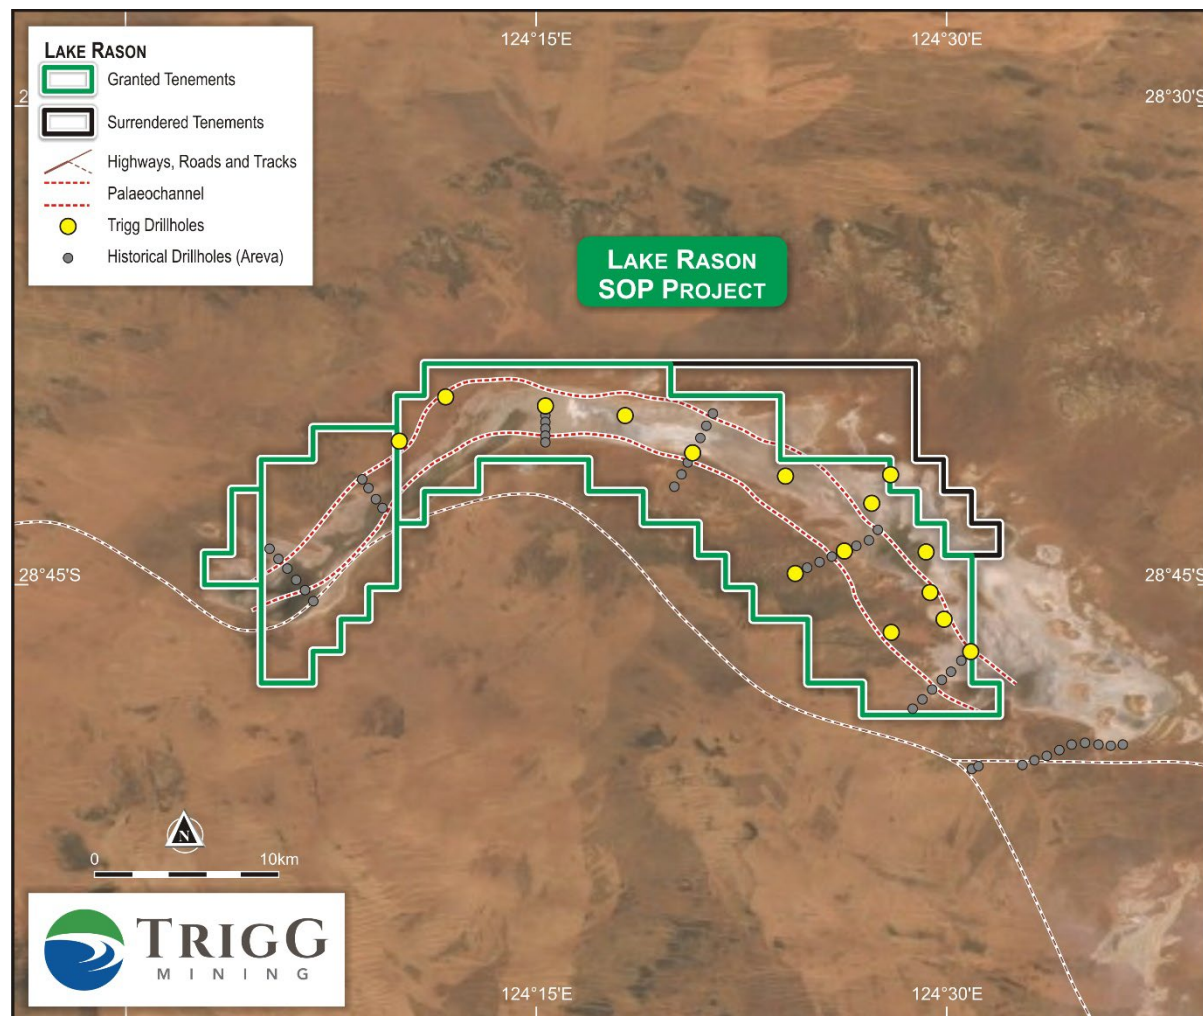 124°15'E
124°30'E
LAKE RASON
Granted Tenements
Surrendered Tenements
Highways, Roads and Tracks
Palaeochannel
Trigg Drillholes
Historical Drillholes (Areva)
28°30'S
LAKE RASON
SOP PROJECT
28°45'S
28°45'S
N
0
10km
TRIGG
MINING
124°15'E
124°30'E